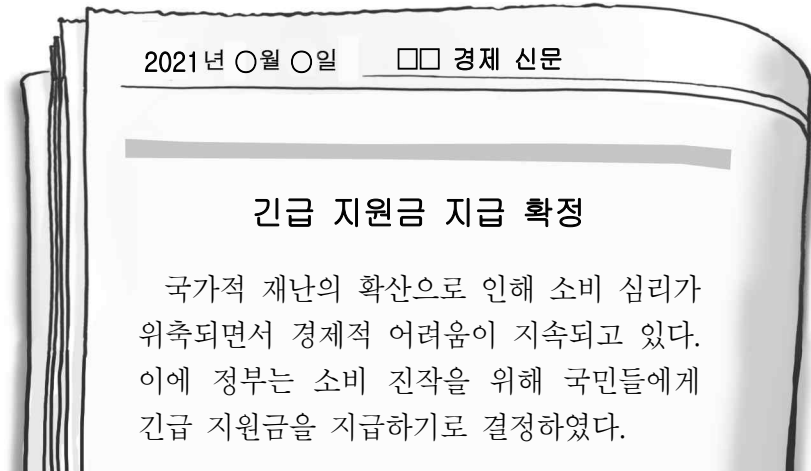 2021년 ○월 ○일 □□ 경제 신문
긴급 지원금 지급 확정
국가적 재난의 확산으로 인해 소비 심리가
위축되면서 경제적 어려움이 지속되고 있다.
이에 정부는 소비 진작을 위해 국민들에게
긴급 지원금을 지급하기로 결정하였다.